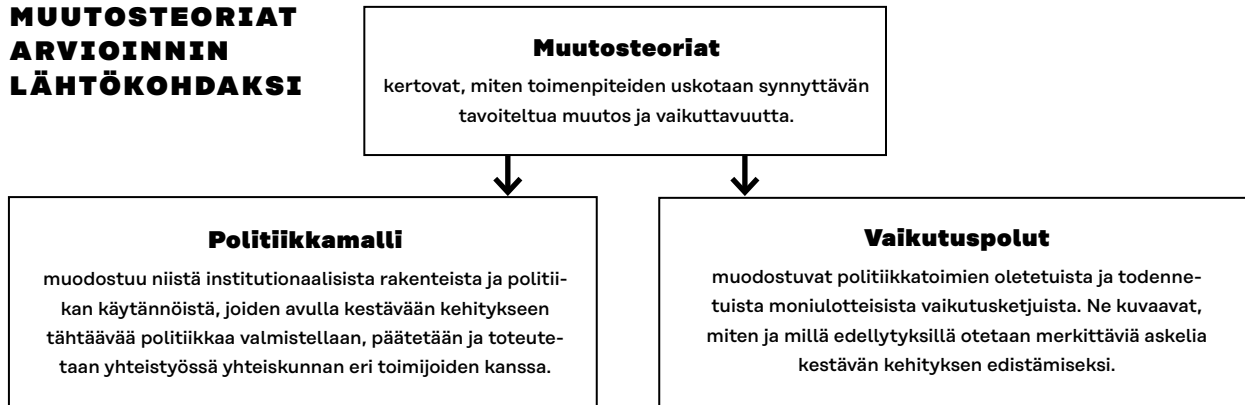 MUUTOSTEORIAT
ARVIOINNIN
LÄHTÖKOHDAKSI
Muutosteoriat
kertovat, miten toimenpiteiden uskotaan synnyttävän
tavoiteltua muutos ja vaikuttavuutta.
Politiikkamalli
muodostuu niistä institutionaalisista rakenteista ja politii-
kan käytännöistä, joiden avulla kestävään kehitykseen
tähtäävää politiikkaa valmistellaan, päätetään ja toteute-
taan yhteistyössä yhteiskunnan eri toimijoiden kanssa.
Vaikutuspolut
muodostuvat politiikkatoimien oletetuista ja todenne-
tuista moniulotteisista vaikutusketjuista. Ne kuvaavat,
miten ja millä edellytyksillä otetaan merkittäviä askelia
kestävän kehityksen edistämiseksi.